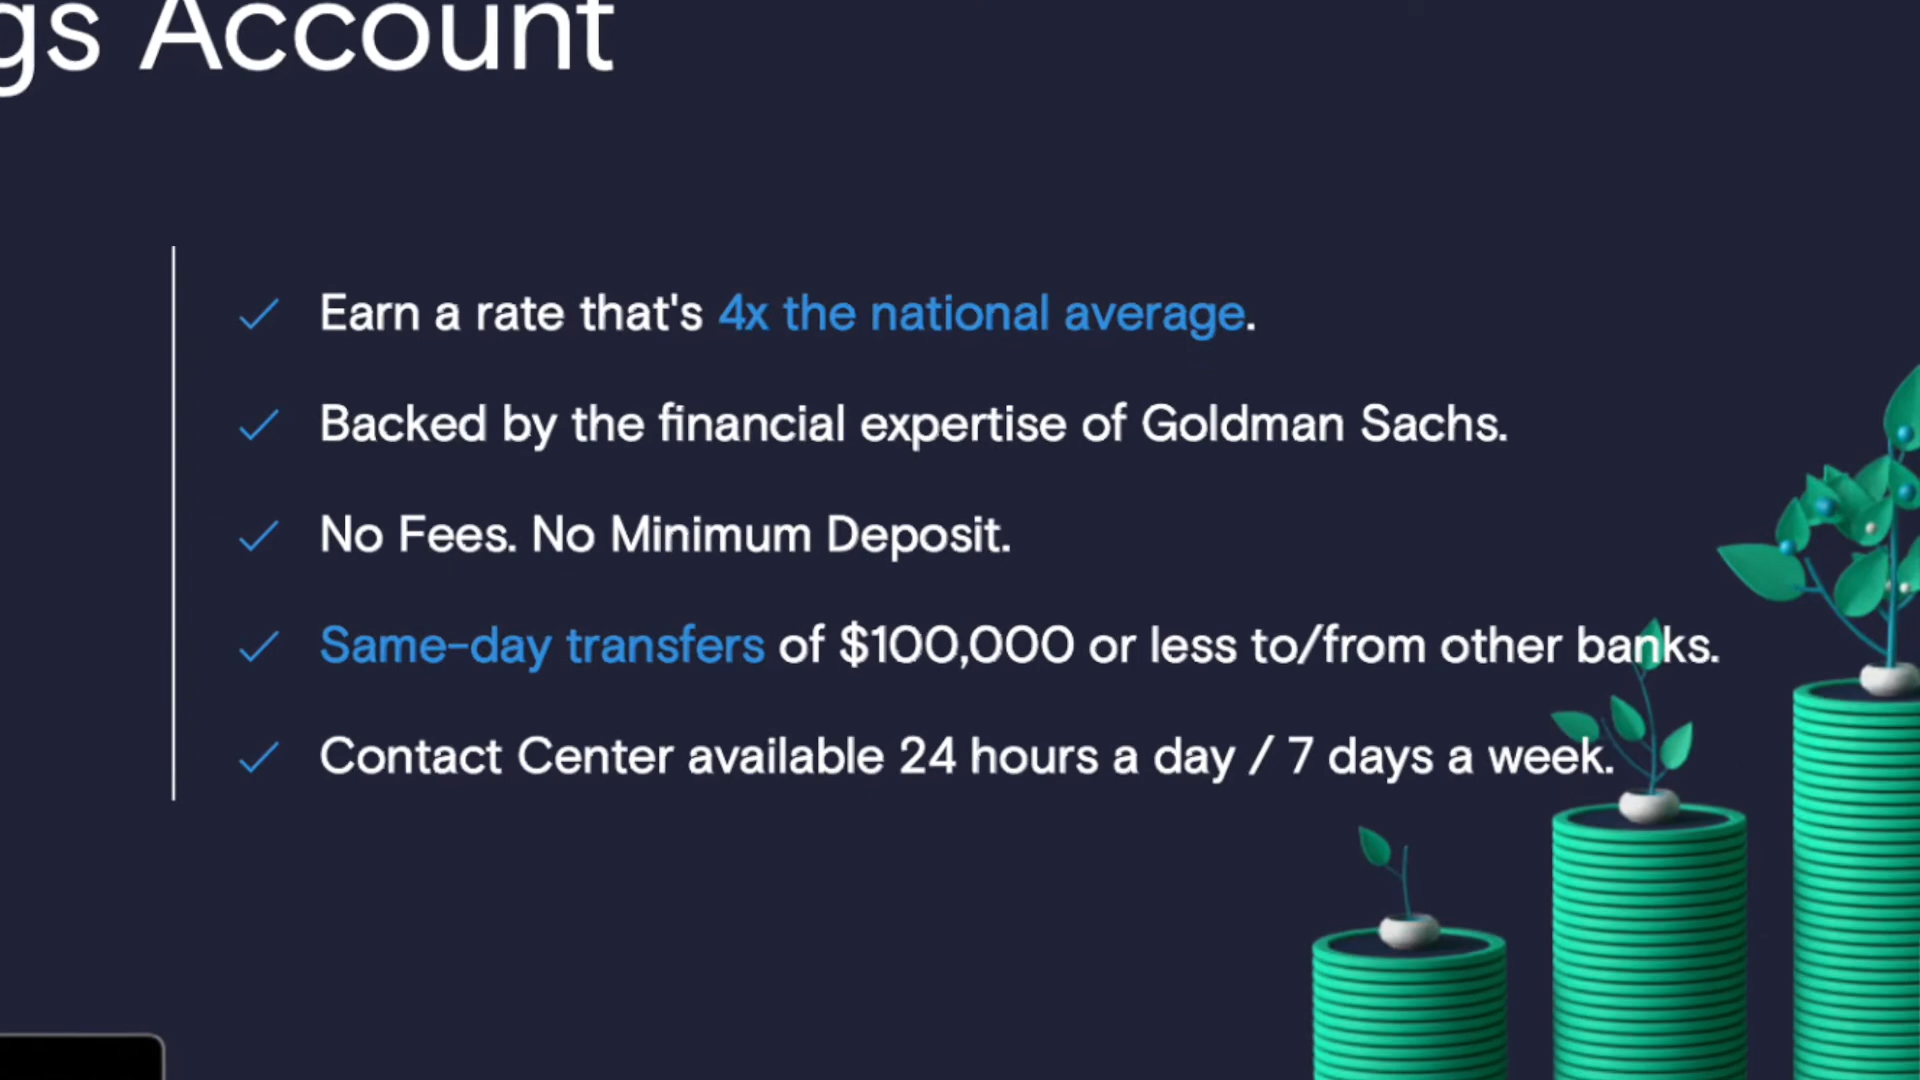 gs Account
Earn a rate that's 4x the national average.
Backed by the financial expertise of Goldman Sachs.
No Fees. No Minimum Deposit.
Same-day transfers of $100,000 or less to/from other banks.
Contact Center available 24 hours a day / 7 days a week.